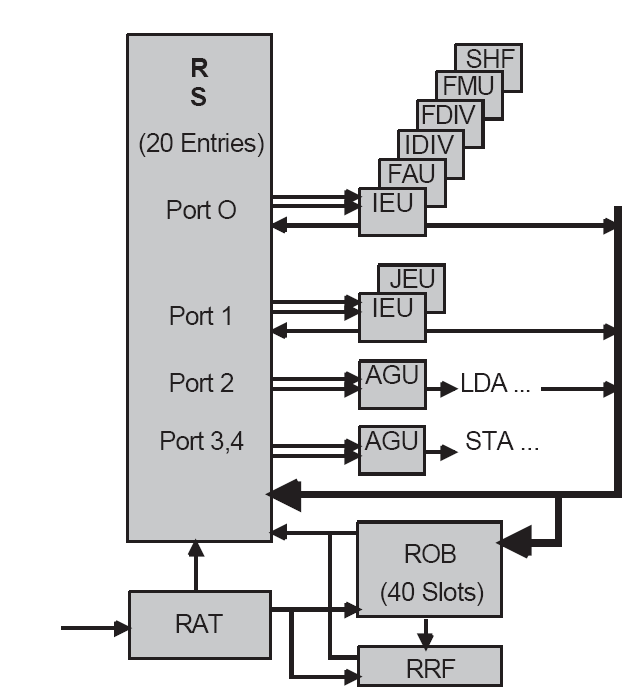 R
S
(20 Entries)
SHF
FMU
FDIV
IDIV
FAU
IEU
Port O
JEU
IEU
Port 1
AGU
LDA ...
Port 2
AGU
STA ...
Port 3,4
ROB
(40 Slots)
RAT
RRF